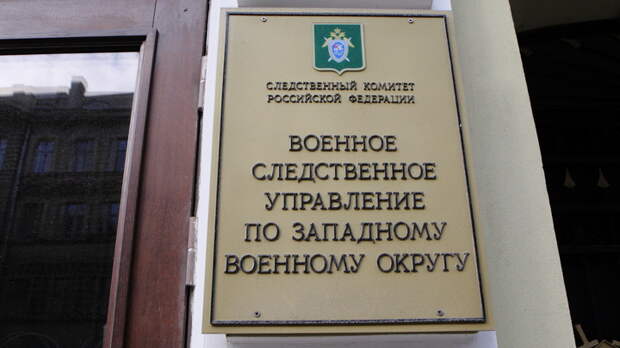 СЛЕДСТВЕННЫЙ КОМИТЕТ
РОССИЙСКОЙ ФЕДЕРАЦИИ
ВОЕННОЕ
СЛЕДСТВЕННОЕ
УПРАВЛЕНИЕ
ПО ЗАПАДНОМУ
ВОЕННОМУ ОКРУГУ